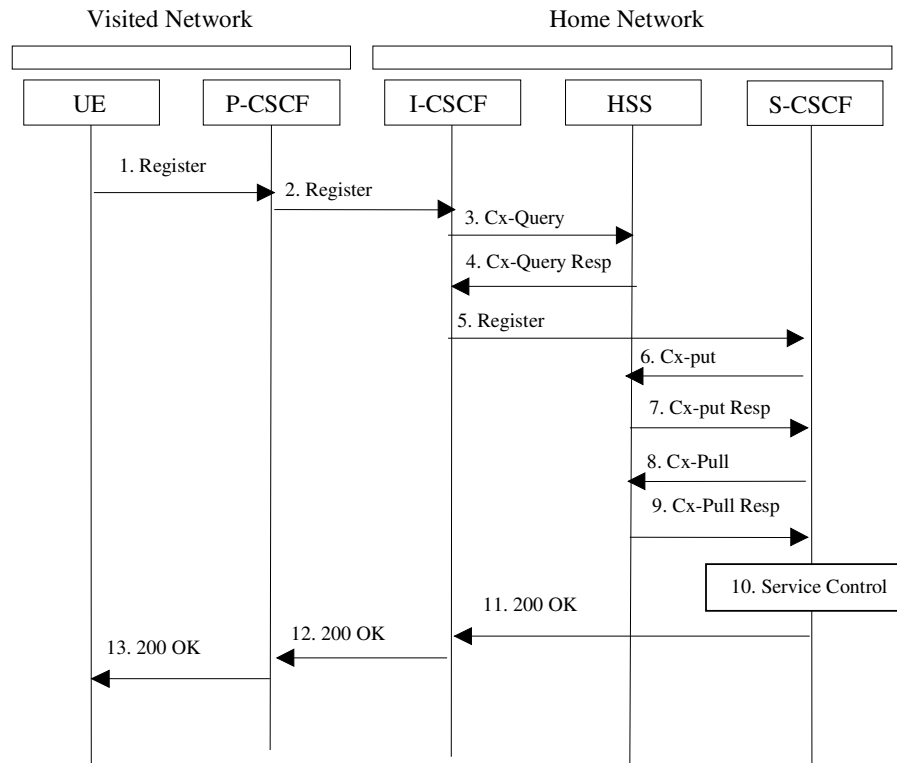 Visited Network
Home Network
UE
P-CSCF
I-CSCF
HSS
S-CSCF
1. Register
2. Register
3. Cx-Query
4. Cx-Query Resp
5. Register
6. Cx-put
7. Cx-put Resp
8. Cx-Pull
9. Cx-Pull Resp
10. Service Control
11. 200 OK
12. 200 OK
13. 200 OK